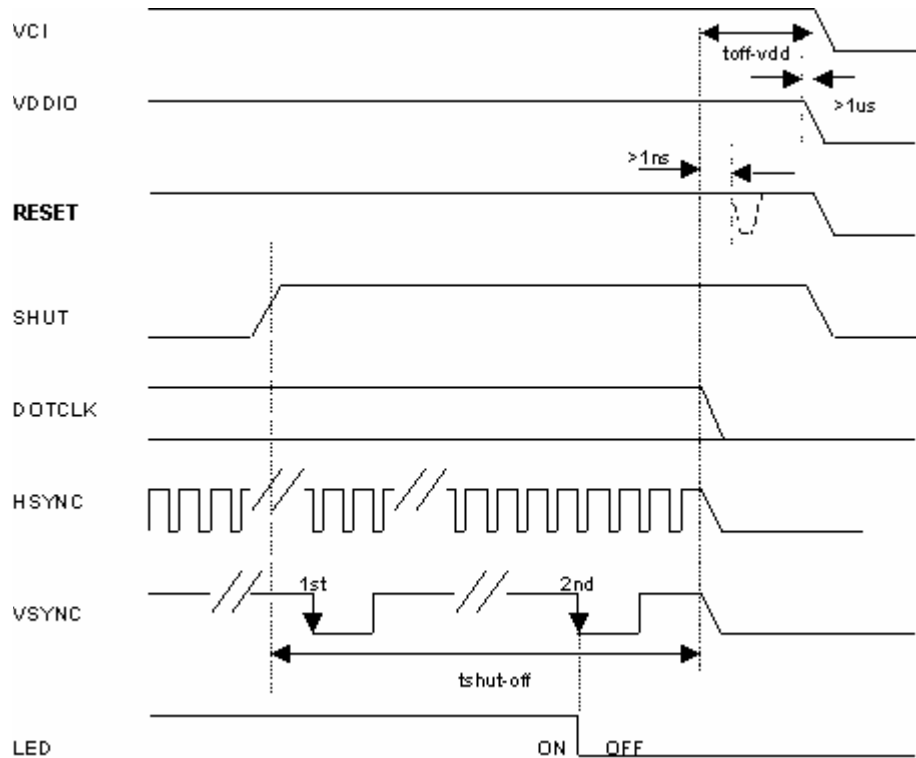 VCI
toff-vdd
VDDIO
>1us
>1ns
RESET
SHUT
DOTCLK
HSYNC
1st 2nd
VSYNC
tshut-off
LED ON OFF